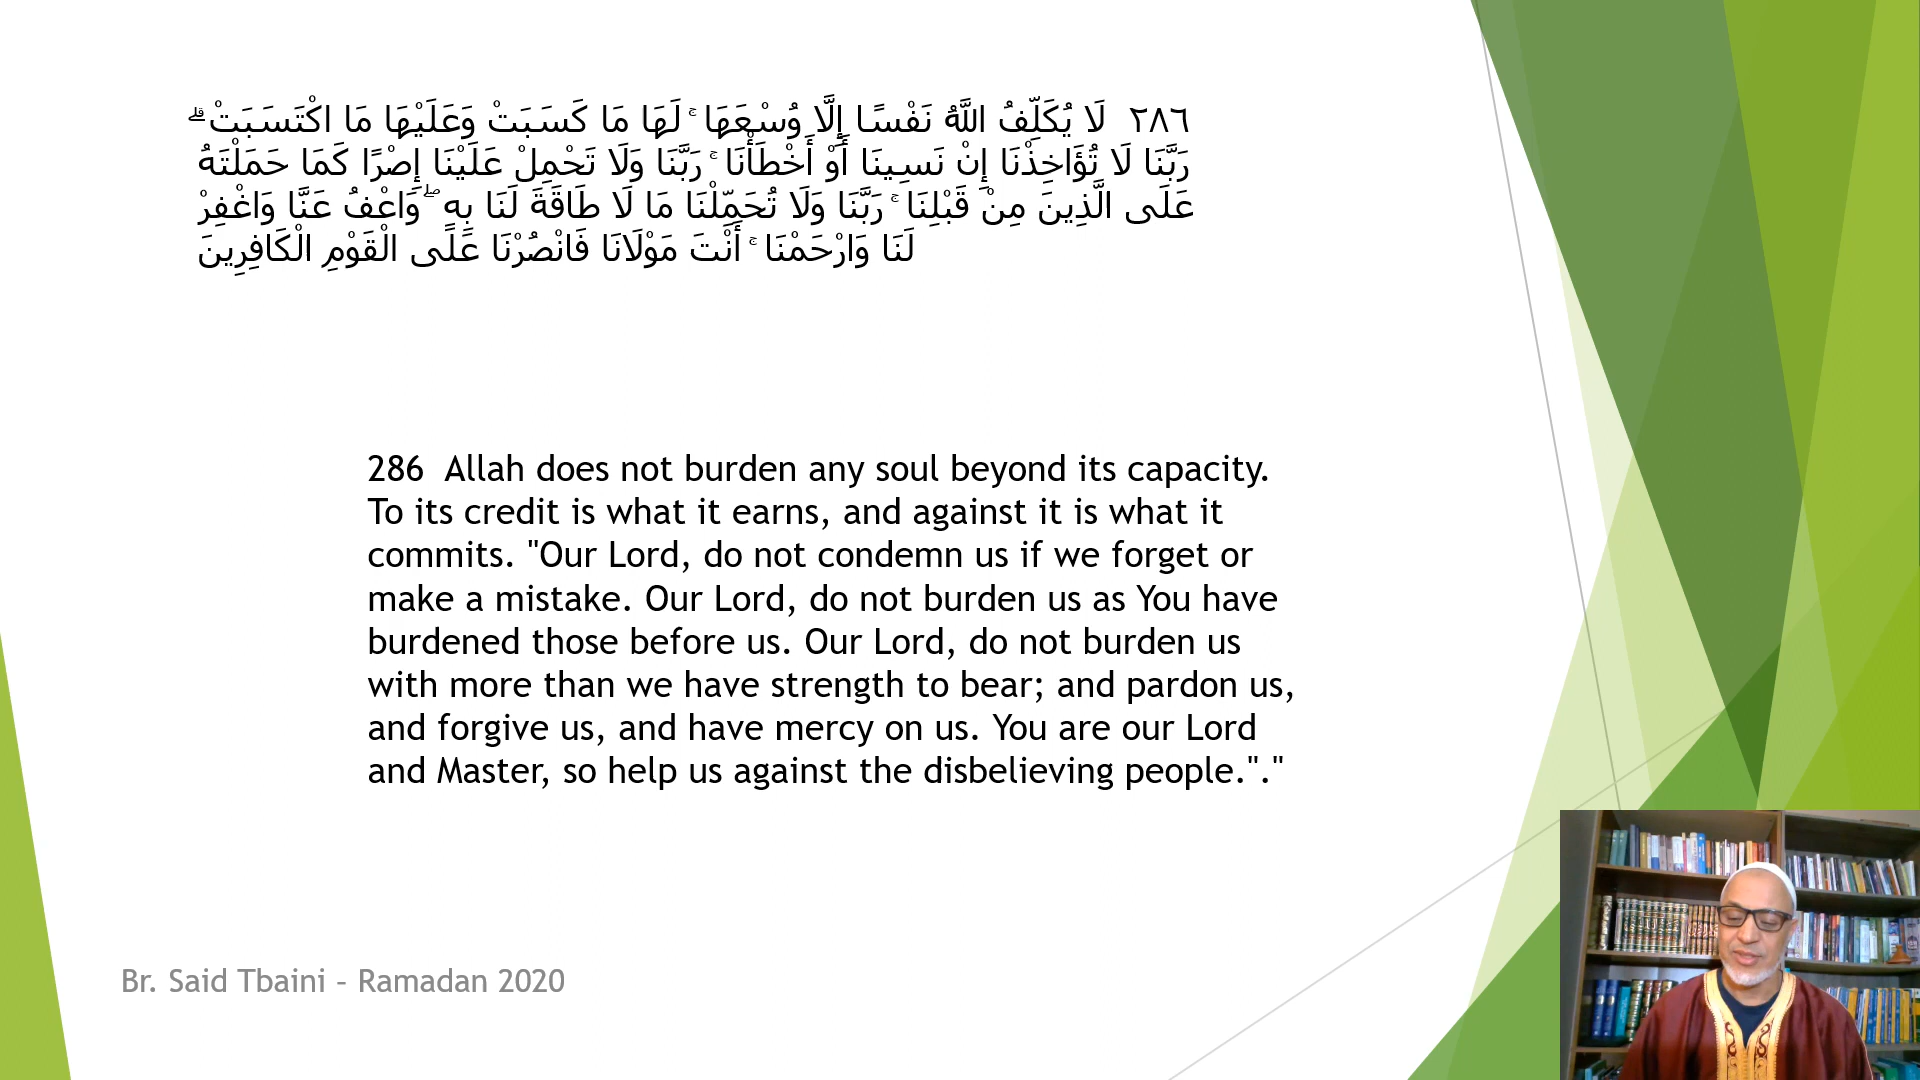 ٢٨٦  لَا يُكَلِّفُ اللَّهُ نَفْسًا إِلَّا وُسْعَهَا ۚ لَهَا مَا كَسَبَتْ وَعَلَيْهَا مَا اكْتَسَبَتْ ۗ
رَبَّنَا لَا تُؤَاخِذْنَا إِنْ نَسِينَا أَوْ أَخْطَأْنَا ۚ رَبَّنَا وَلَا تَحْمِلْ عَلَيْنَا إِصْرًا كَمَا حَمَلْتَهُ
عَلَى الَّذِينَ مِنْ قَبْلِنَا ۚ رَبَّنَا وَلَا تُحَمِّلْنَا مَا لَا طَاقَةَ لَنَا بِهِ ۖ وَاعْفُ عَنَّا وَاغْفِرْ
لَنَا وَارْحَمْنَا ۚ أَنْتَ مَوْلَانَا فَانْصُرْنَا عَلَى الْقَوْمِ الْكَافِرِينَ
286  Allah does not burden any soul beyond its capacity.
To its credit is what it earns, and against it is what it
commits. "Our Lord, do not condemn us if we forget or
make a mistake. Our Lord, do not burden us as You have
burdened those before us. Our Lord, do not burden us
with more than we have strength to bear; and pardon us,
and forgive us, and have mercy on us. You are our Lord
and Master, so help us against the disbelieving people."."
Br. Said Tbaini - Ramadan 2020